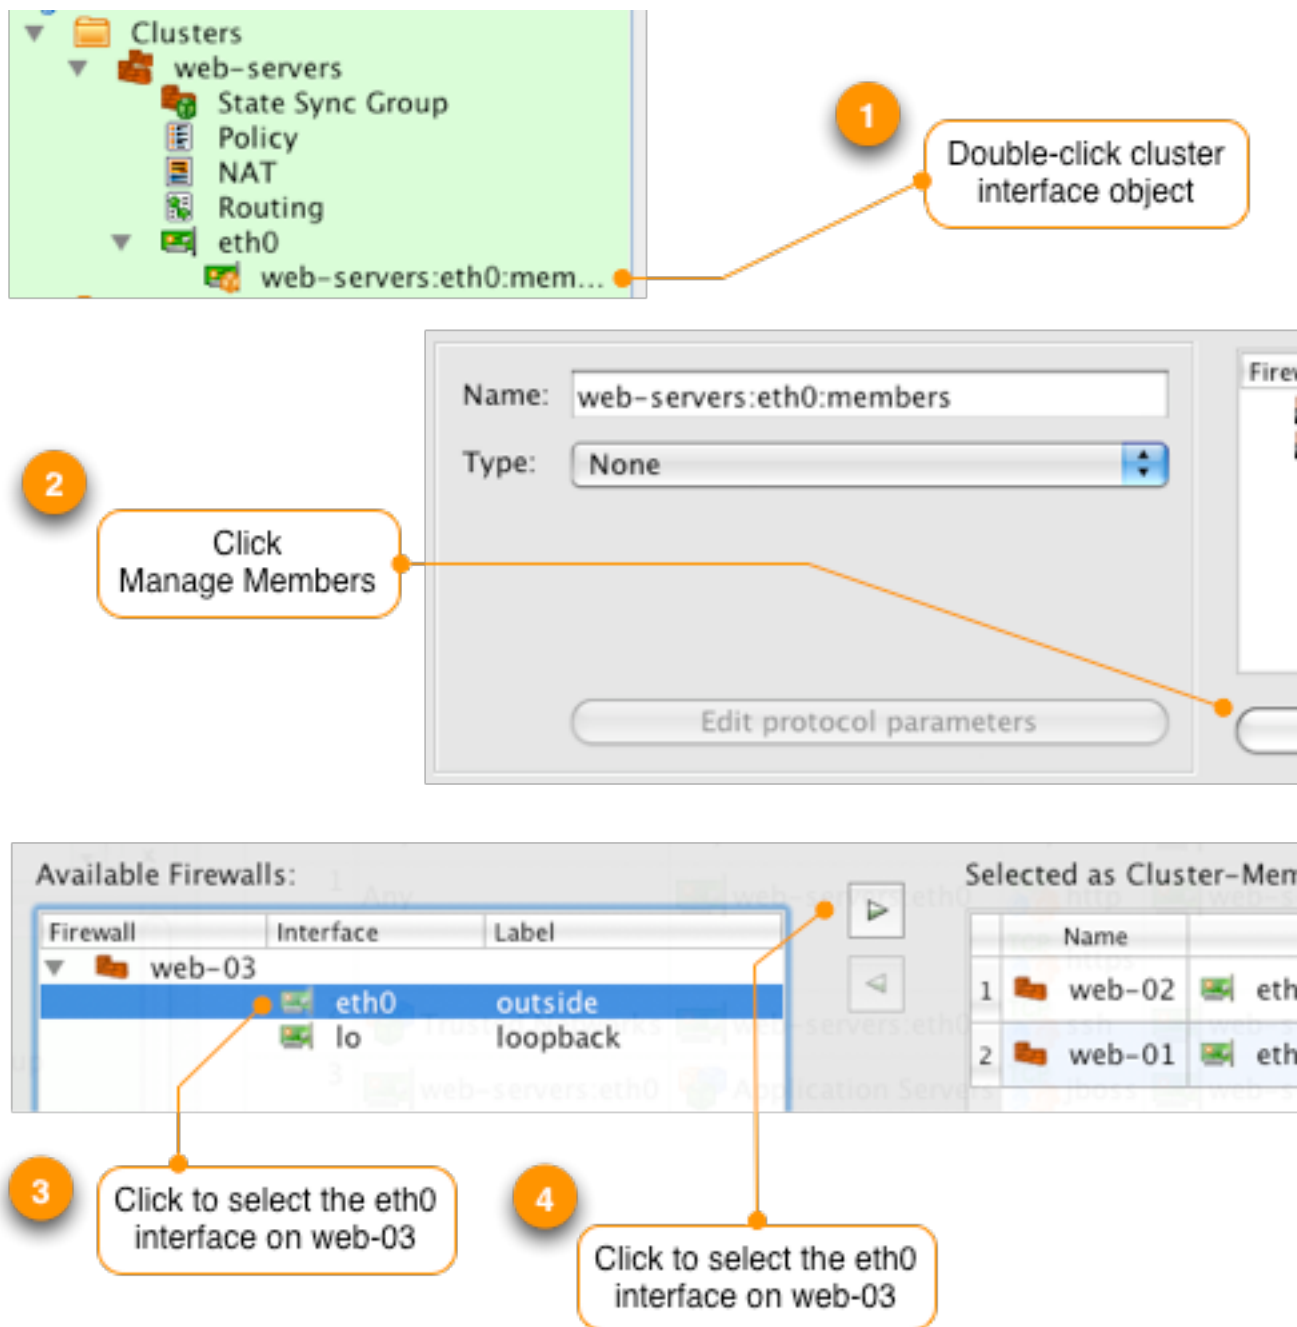 Clusters
web-servers
State Sync Group
Policy
NAT
Routing
eth0
web-servers:eth0:mem...
1
Double-click cluster
interface object
Name: web-servers:eth0:members
Type: None
Edit protocol parameters
Firew
2
Click
Manage Members
Available Firewalls:
Firewall Interface Label
web-03
eth0 outside
lo loopback
Selected as Cluster-Mem
Name
1 web-02 eth
2 web-01 eth
3
Click to select the eth0
interface on web-03
4
Click to select the eth0
interface on web-03